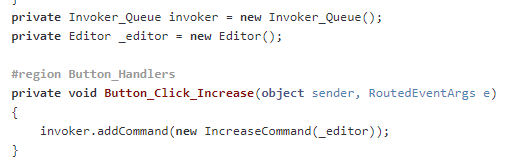 private Invoker_Queue invoker = new Invoker_Queue();
private Editor _editor = new Editor();
#region Button_Handlers
private void Button_Click_Increase(object sender, RoutedEventArgs e)
{
    invoker.addCommand(new IncreaseCommand(_editor));
}